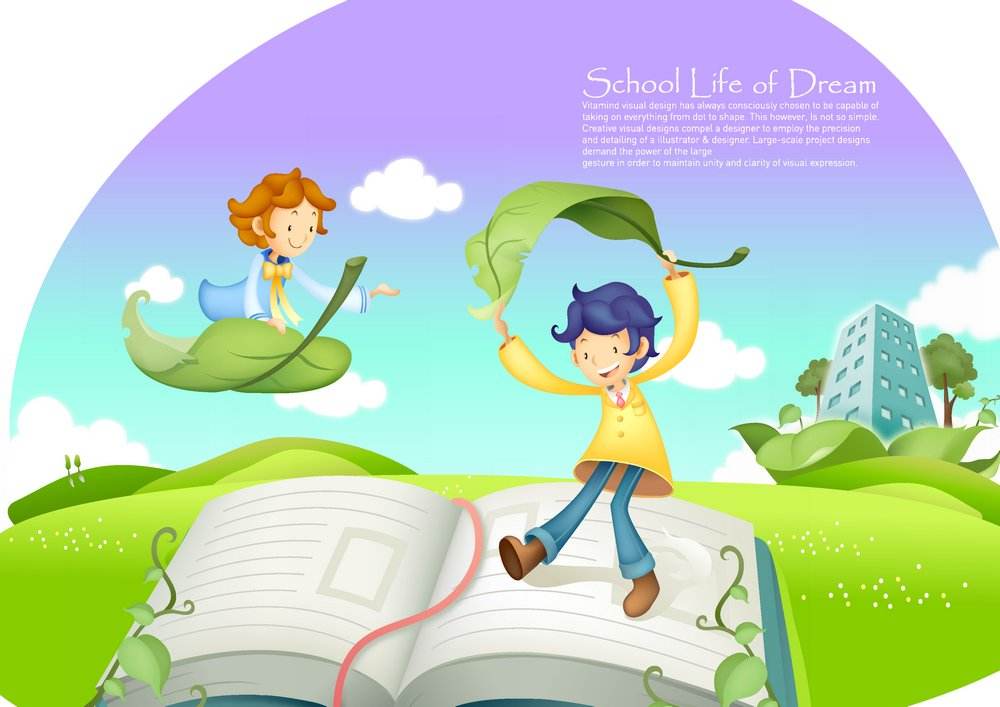 School Life of Dream
Vitamind visual design has always consciously chosen to be capable of
taking on everything from dot to shape. This however, is not so simple.
Creative visual designs compel a designer to employ the precision
and detailing of a illustrator & designer. Large-scale project designs
demand the power of the large
gesture in order to maintain unity and clarity of visual expression.